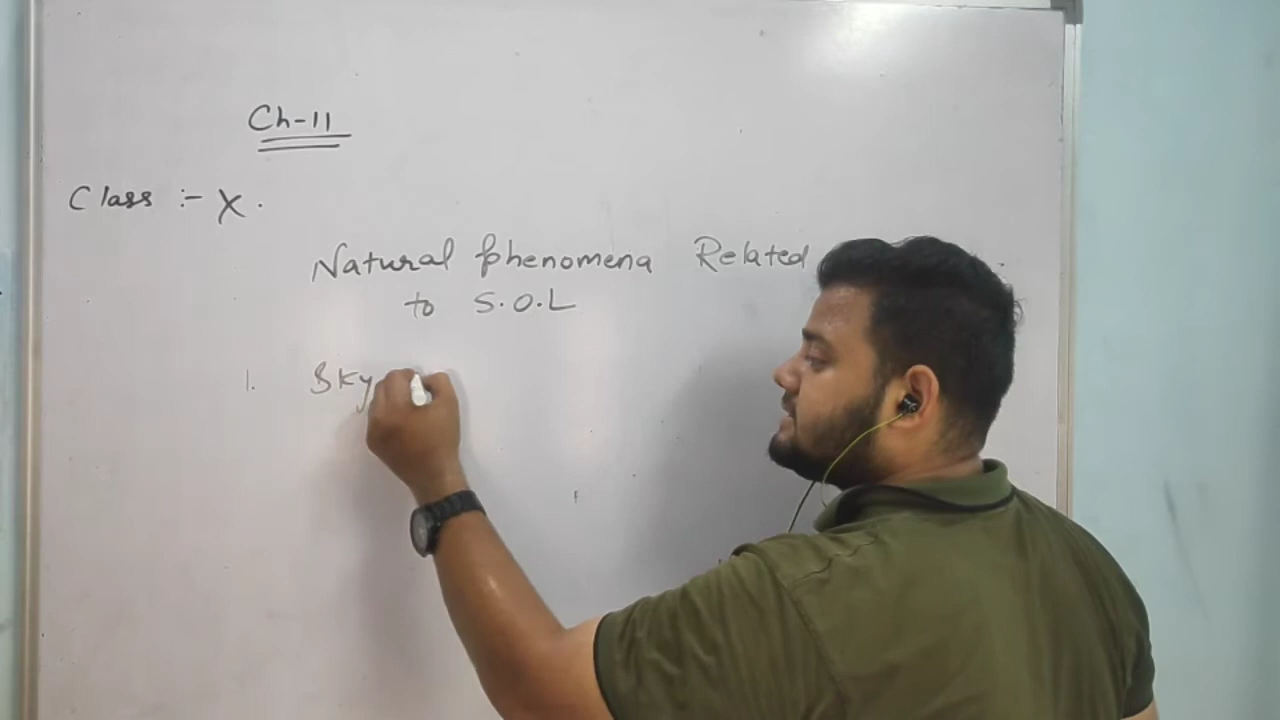 Ch-11
Class :- X.
Natural phenomena Related
to S.O.L
1. Sky